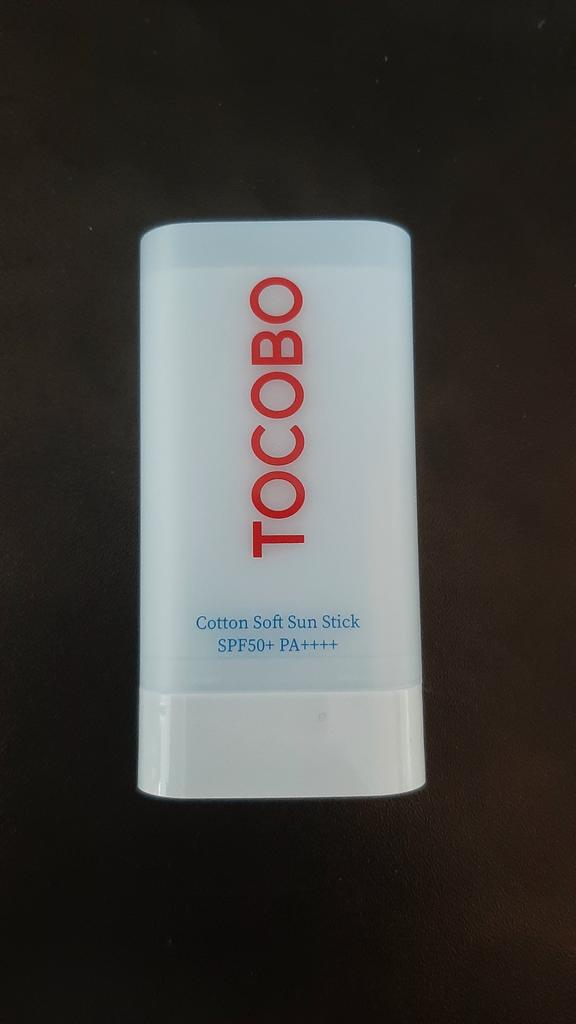 TOCOBO
Cotton Soft Sun Stick
SPF50+ PA++++